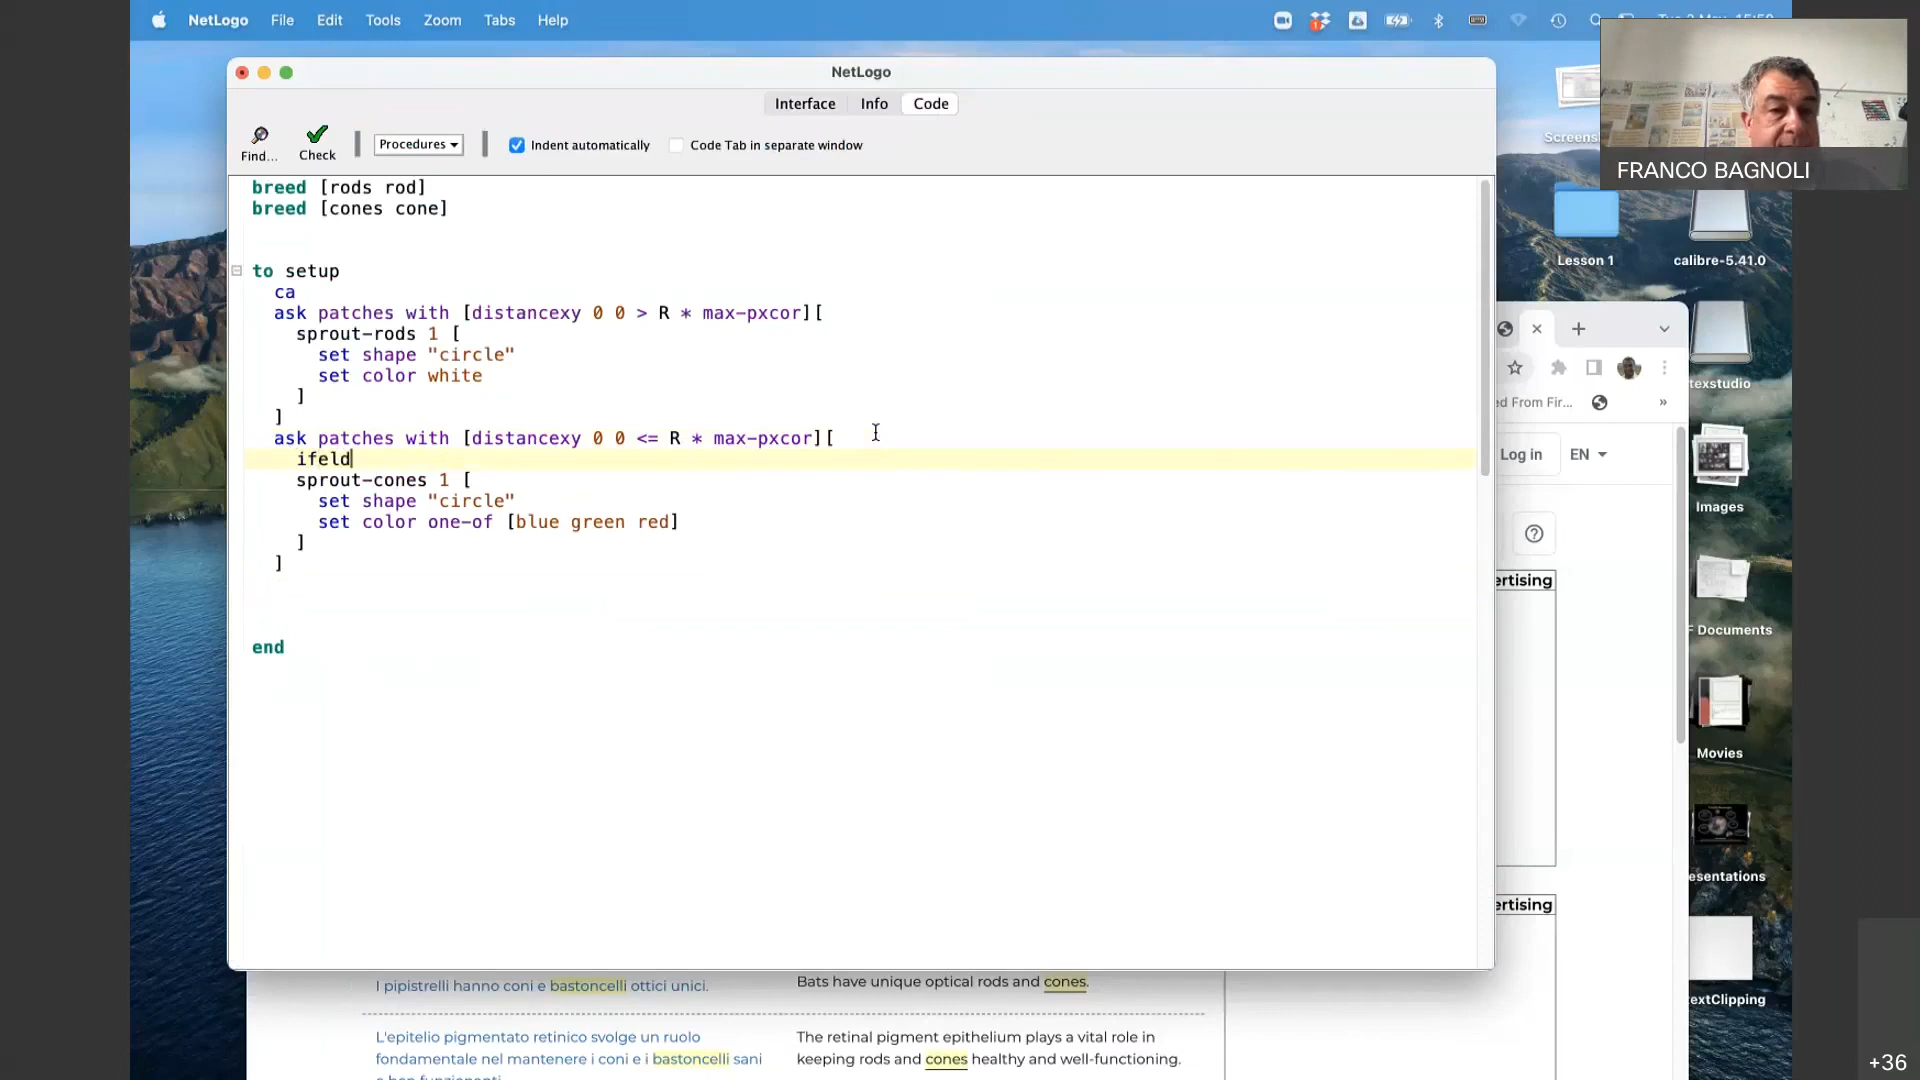 NetLogo File Edit Tools Zoom Tabs Help
NetLogo
Interface Info Code
Find... Check Procedures Indent automatically Code Tab in separate window
breed [rods rod]
breed [cones cone]
to setup
ca
ask patches with [distancexy 0 0 > R * max-pxcor][
sprout-rods 1 [
set shape "circle"
set color white
]
]
ask patches with [distancexy 0 0 <= R * max-pxcor][
ifeld
sprout-cones 1 [
set shape "circle"
set color one-of [blue green red]
]
]
end
FRANCO BAGNOLI
Lesson 1
calibre-5.41.0
texstudio
ed From Fir...
Log in EN
Images
ertising
F Documents
Movies
esentations
ertising
extClipping
I pipistrelli hanno coni e bastoncelli ottici unici.
Bats have unique optical rods and cones.
L'epitelio pigmentato retinico svolge un ruolo
fondamentale nel mantenere i coni e i bastoncelli sani
The retinal pigment epithelium plays a vital role in
keeping rods and cones healthy and well-functioning.
+36